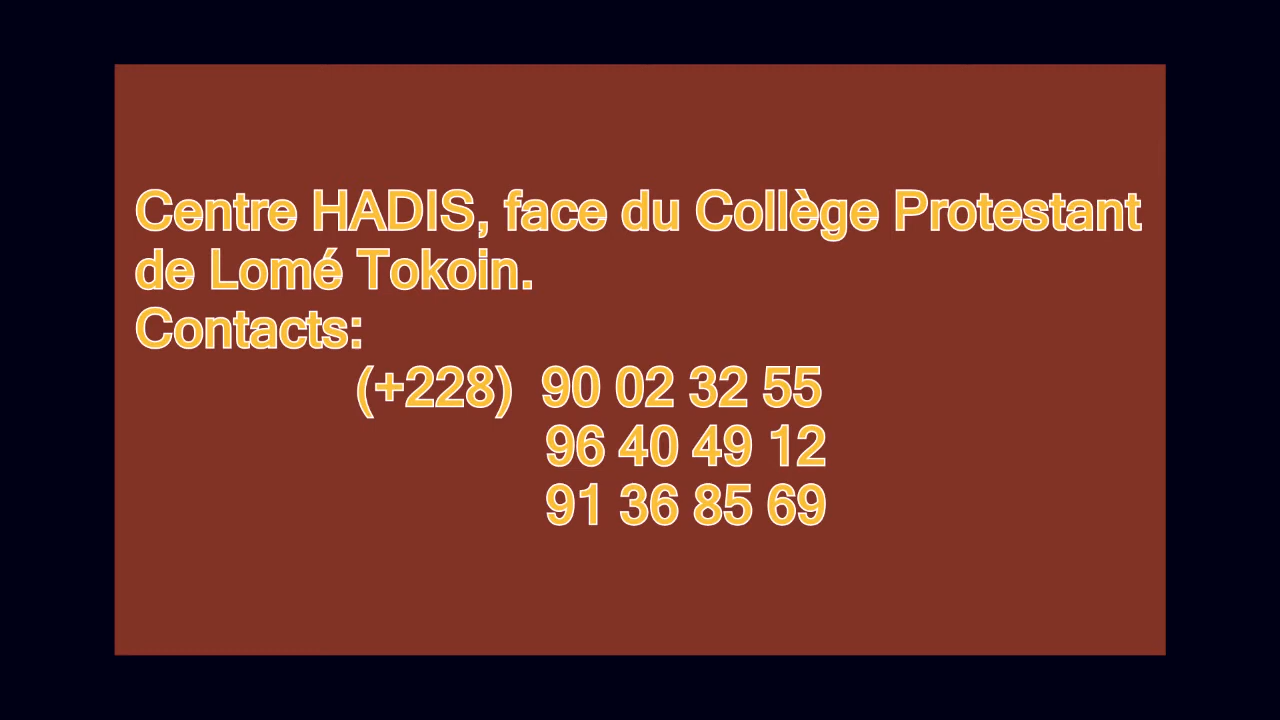 Centre HADIS, face du Collège Protestant
de Lomé Tokoin.
Contacts:
(+228) 90 02 32 55
96 40 49 12
91 36 85 69